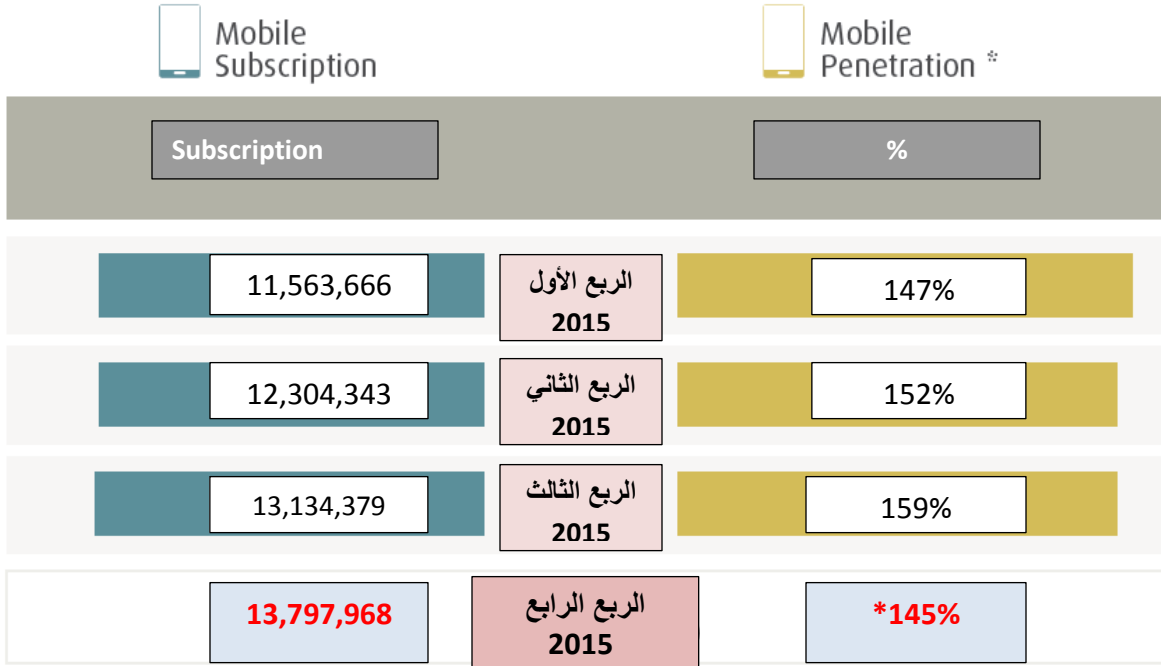 Mobile
Subscription
Mobile
Penetration *
Subscription
%
11,563,666
الربع الأول
2015
147%
12,304,343
الربع الثاني
2015
152%
13,134,379
الربع الثالث
2015
159%
13,797,968
الربع الرابع
2015
*145%